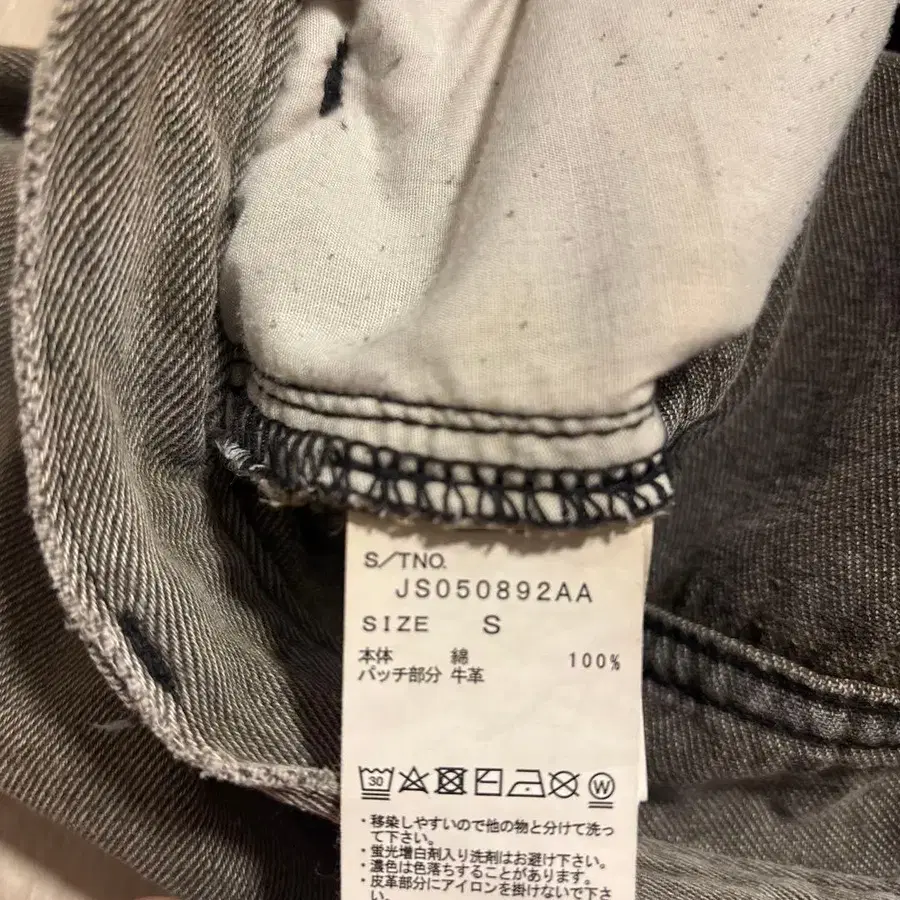 S/TNO.
JS050892AA
SIZE S
本体 綿 100%
パッチ部分 牛革
30 W
・移染しやすいので他の物と分けて洗っ
て下さい。
・蛍光増白剤入り洗剤はお避け下さい。
・濃色は色落ちすることがあります。
・皮革部分にアイロンを掛けないで下さ
い。